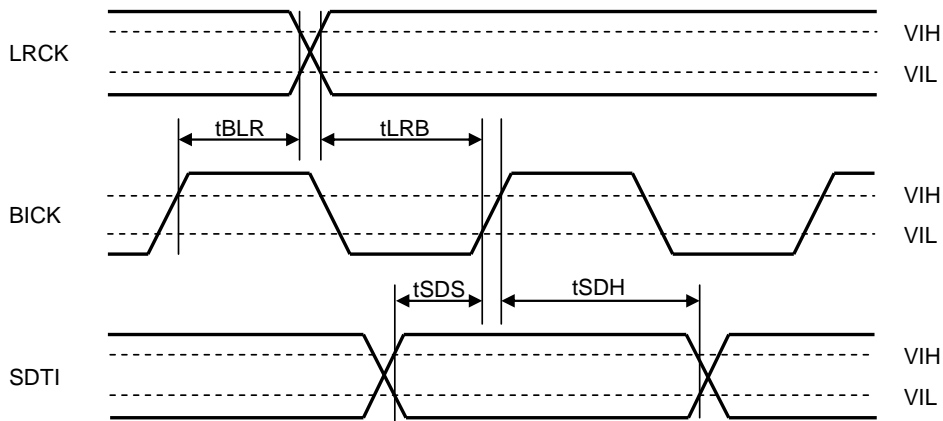 LRCK
VIH
VIL
tBLR
tLRB
BICK
VIH
VIL
tSDS
tSDH
SDTI
VIH
VIL